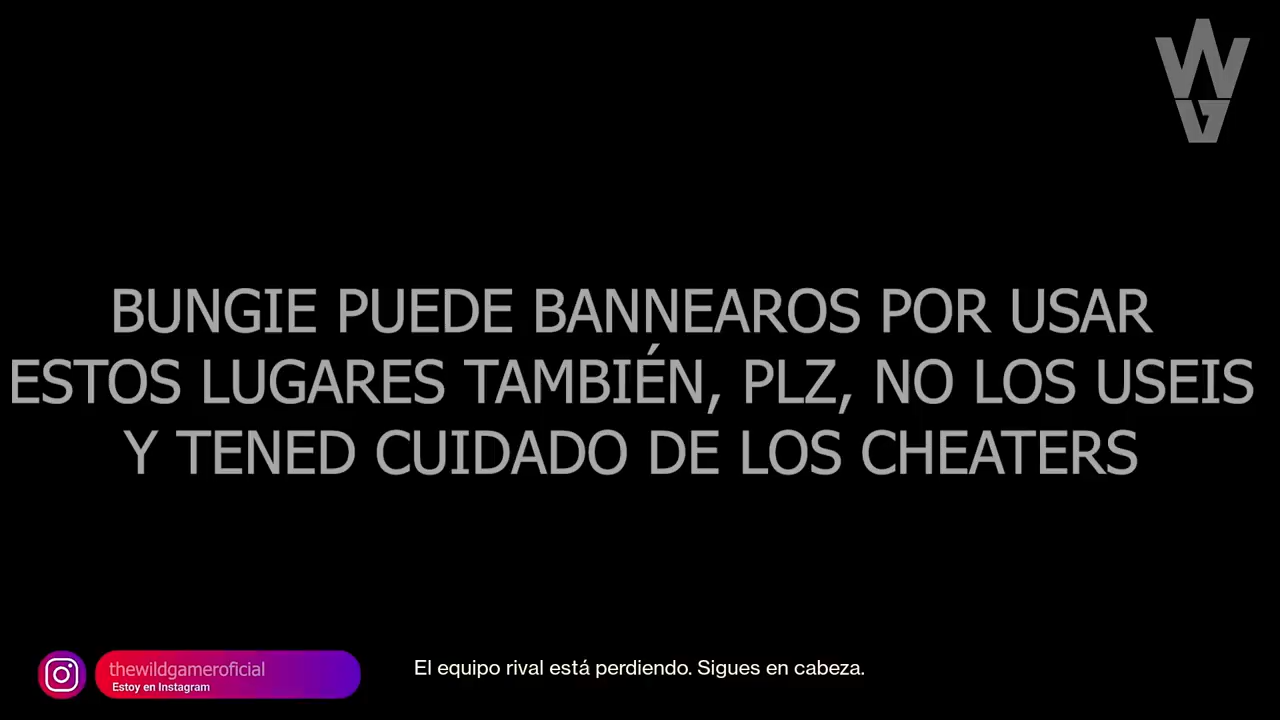 WG
BUNGIE PUEDE BANNEAROS POR USAR
ESTOS LUGARES TAMBIÉN, PLZ, NO LOS USEIS
Y TENED CUIDADO DE LOS CHEATERS
thewildgameroficial
Estoy en Instagram
El equipo rival está perdiendo. Sigues en cabeza.